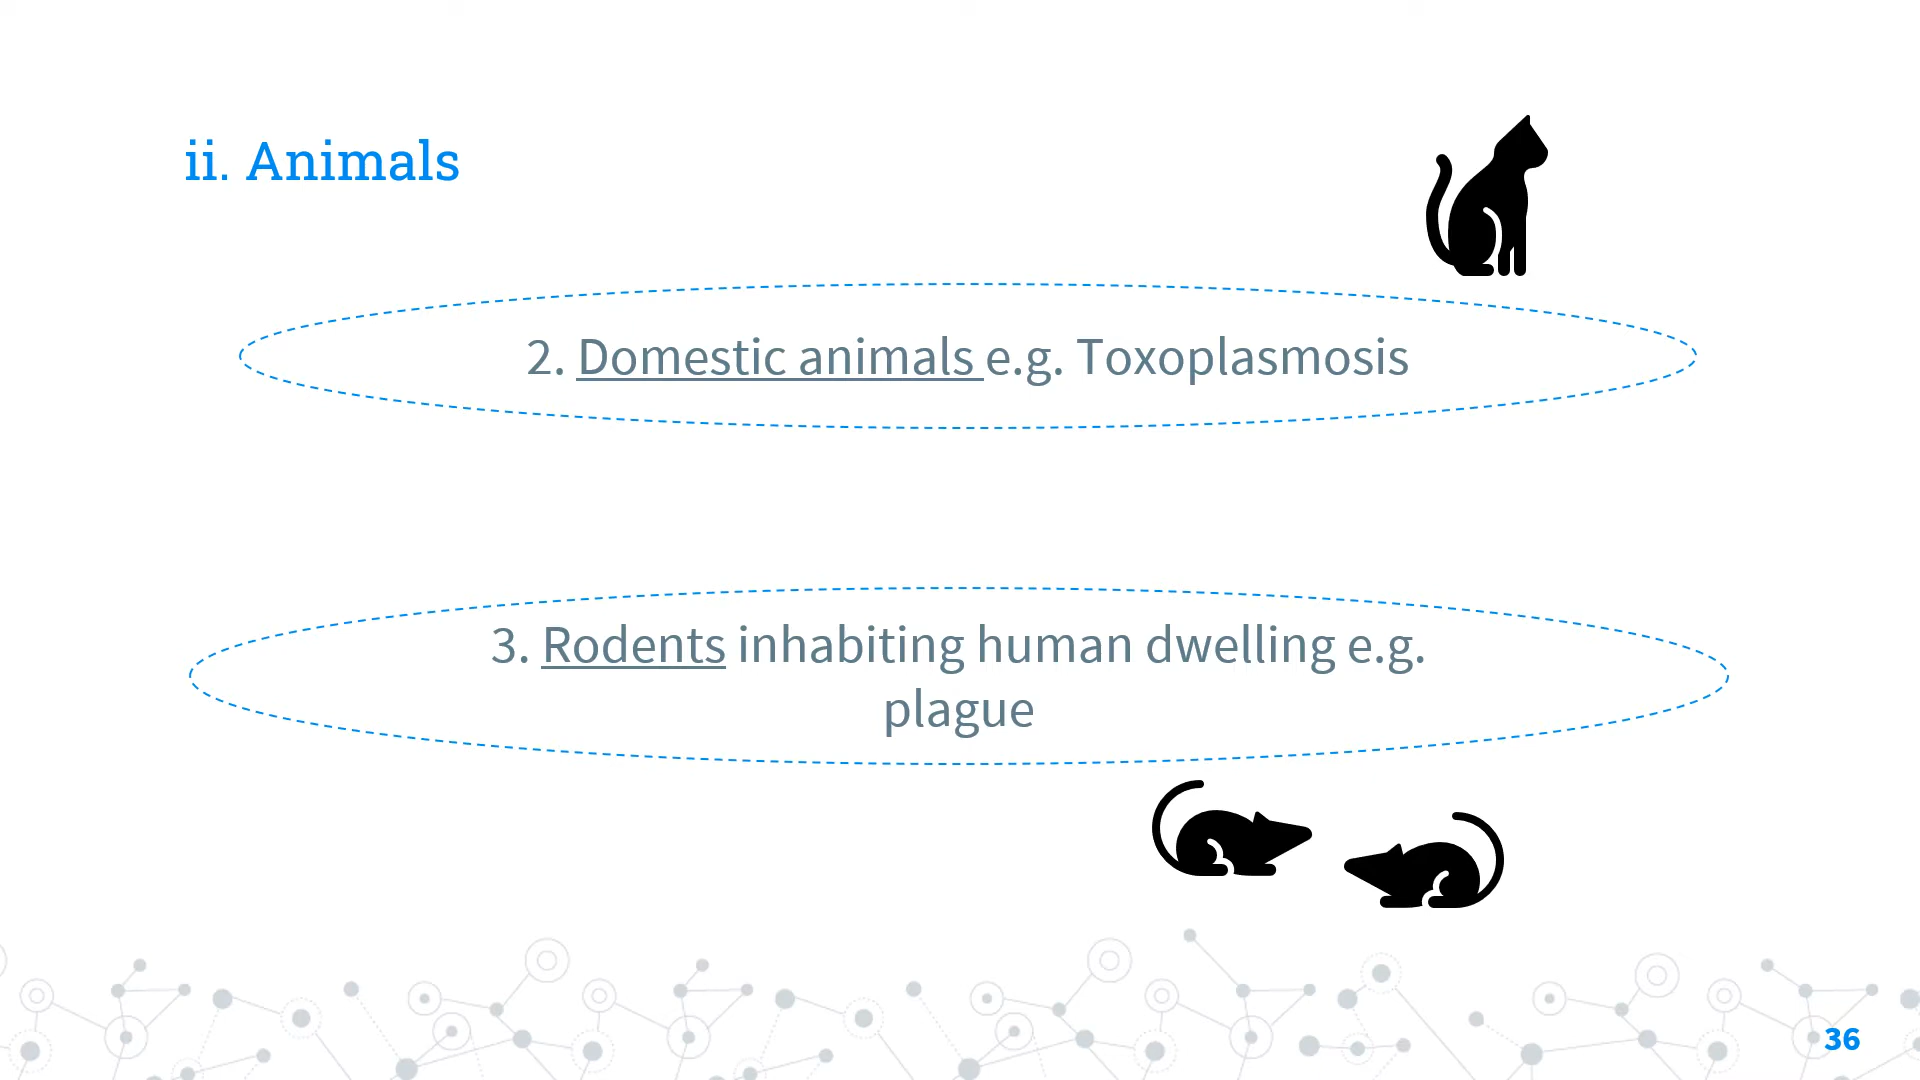 ii. Animals
2. Domestic animals e.g. Toxoplasmosis
3. Rodents inhabiting human dwelling e.g.
plague
36